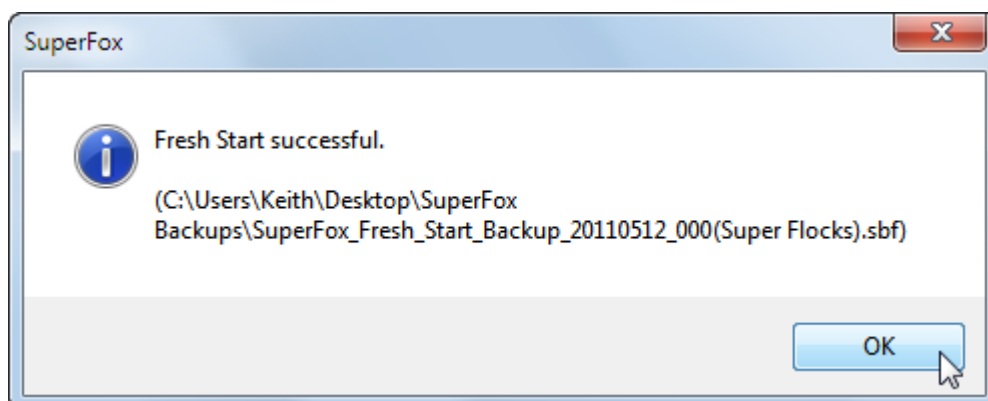 SuperFox
Fresh Start successful.
(C:\Users\Keith\Desktop\SuperFox
Backups\SuperFox_Fresh_Start_Backup_20110512_000(Super Flocks).sbf)
OK